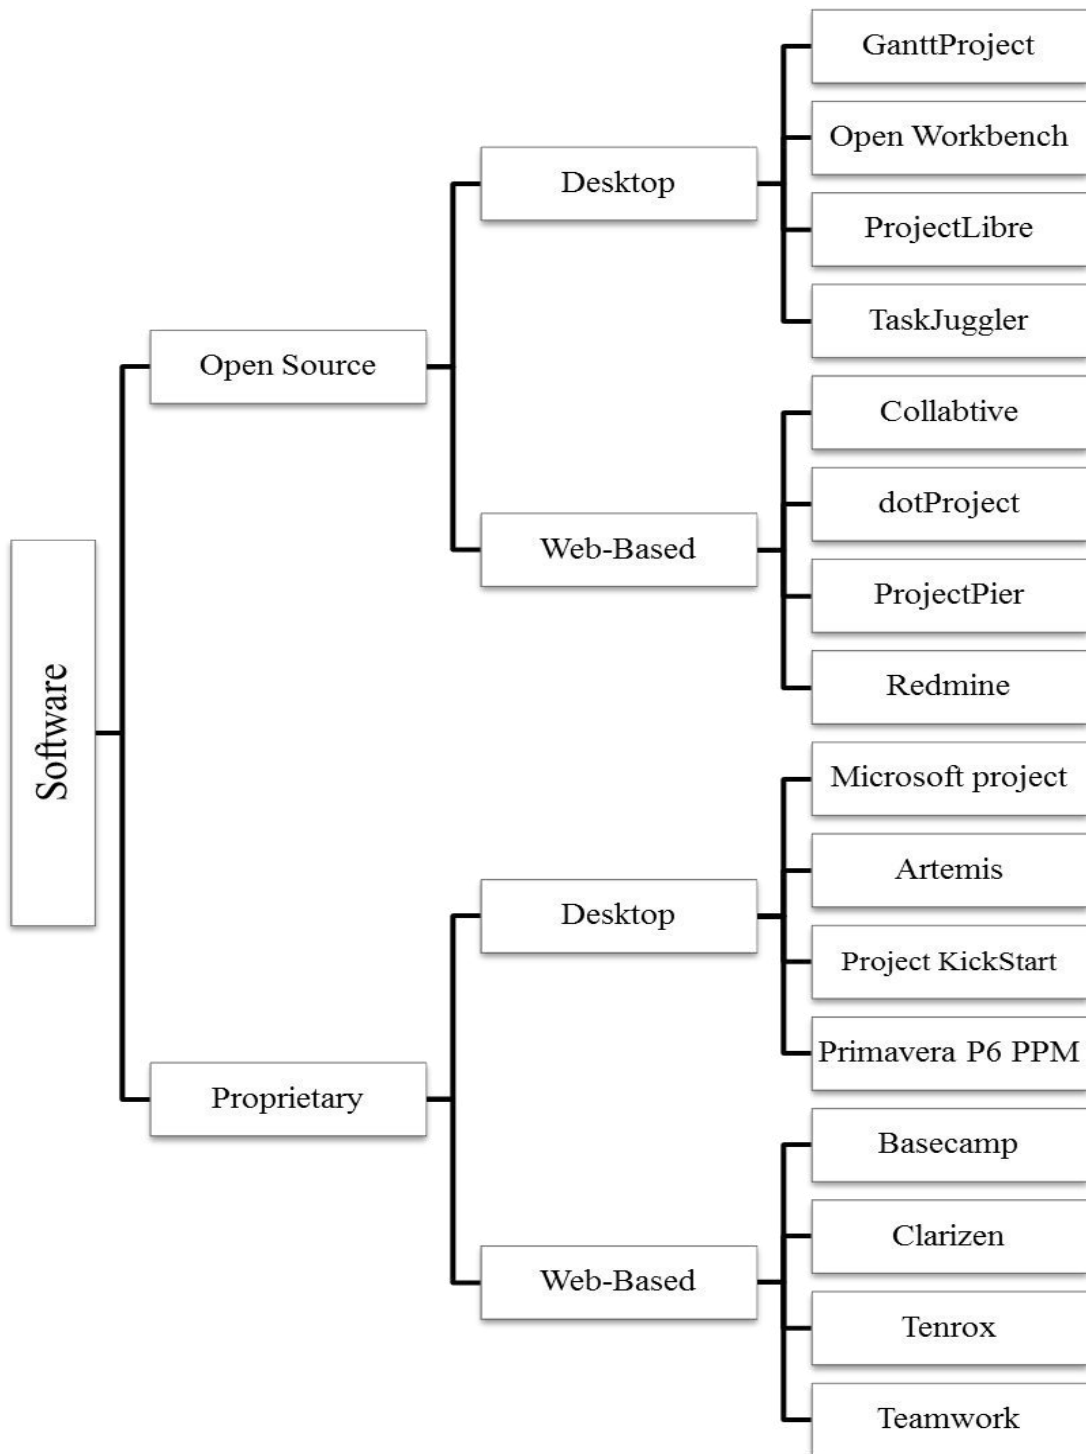 Software
Open Source
Desktop
GanttProject
Open Workbench
ProjectLibre
TaskJuggler
Web-Based
Collabtive
dotProject
ProjectPier
Redmine
Proprietary
Desktop
Microsoft project
Artemis
Project KickStart
Primavera P6 PPM
Web-Based
Basecamp
Clarizen
Tenrox
Teamwork